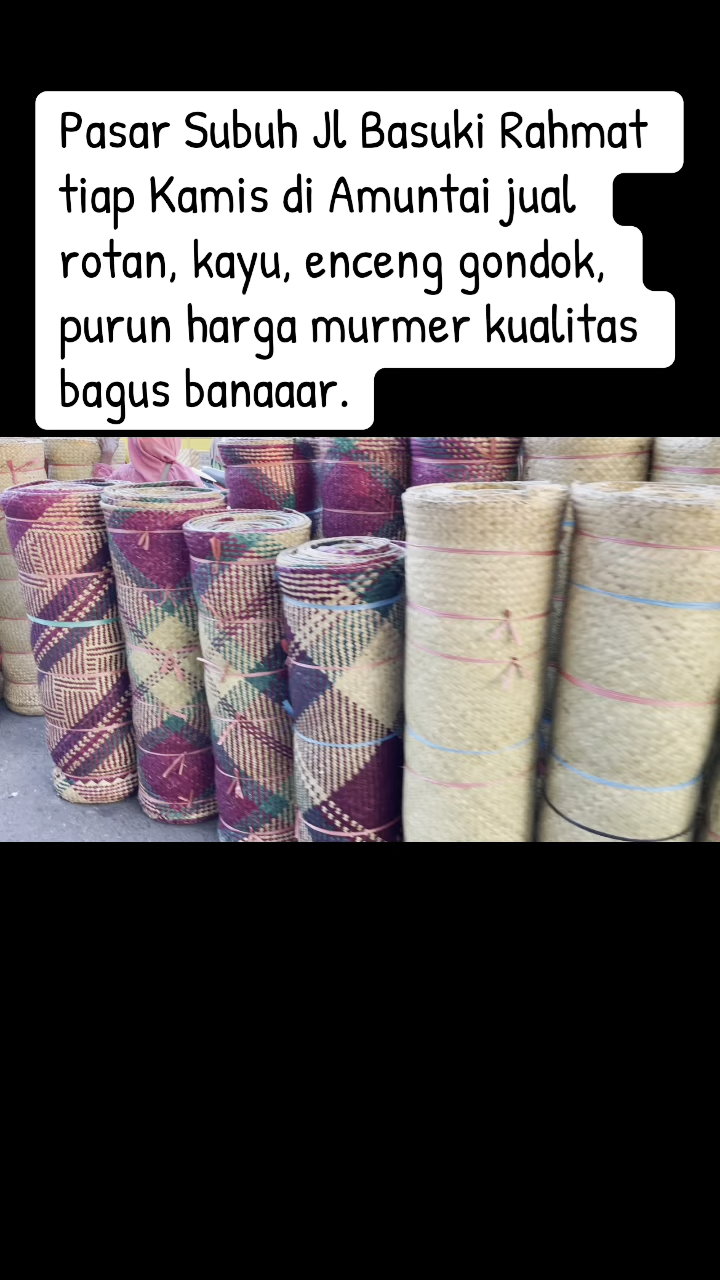 Pasar Subuh Jl Basuki Rahmat
tiap Kamis di Amuntai jual
rotan, kayu, enceng gondok,
purun harga murmer kualitas
bagus banaaar.